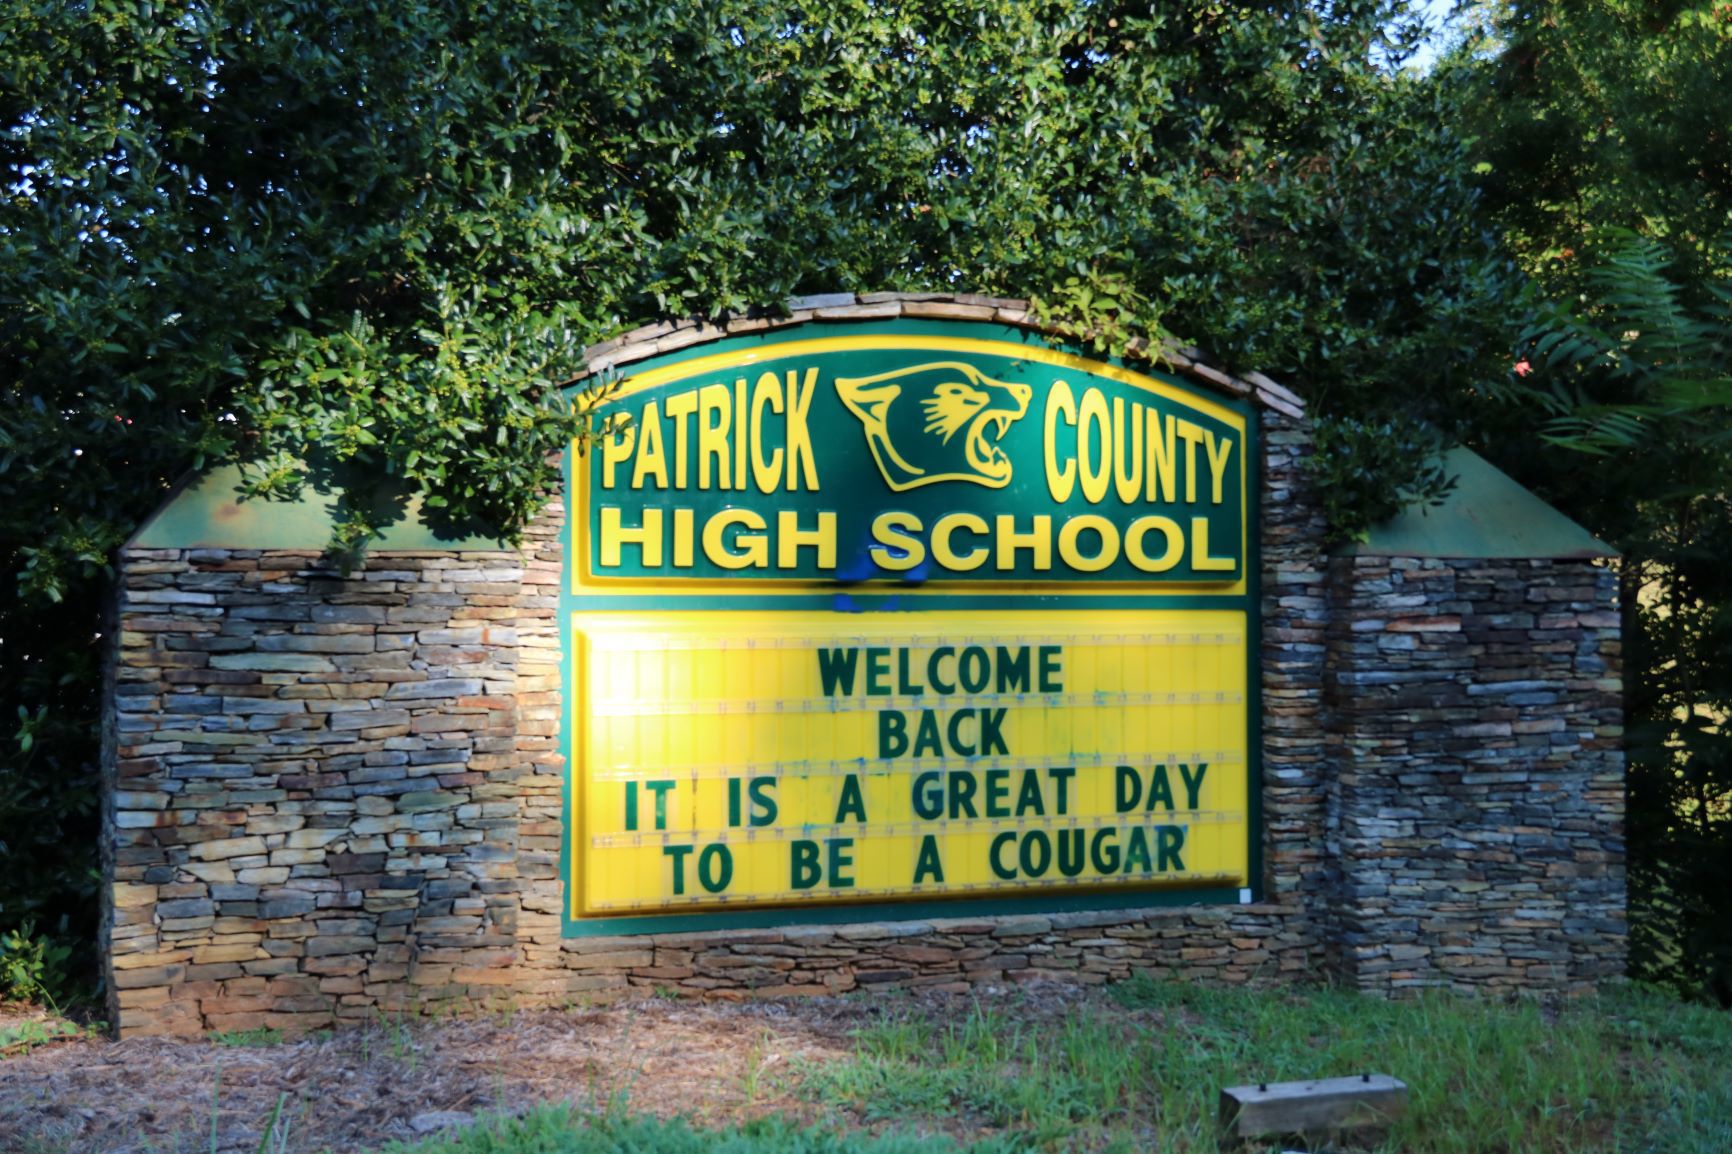 PATRICK COUNTY
HIGH SCHOOL
WELCOME
BACK
IT IS A GREAT DAY
TO BE A COUGAR